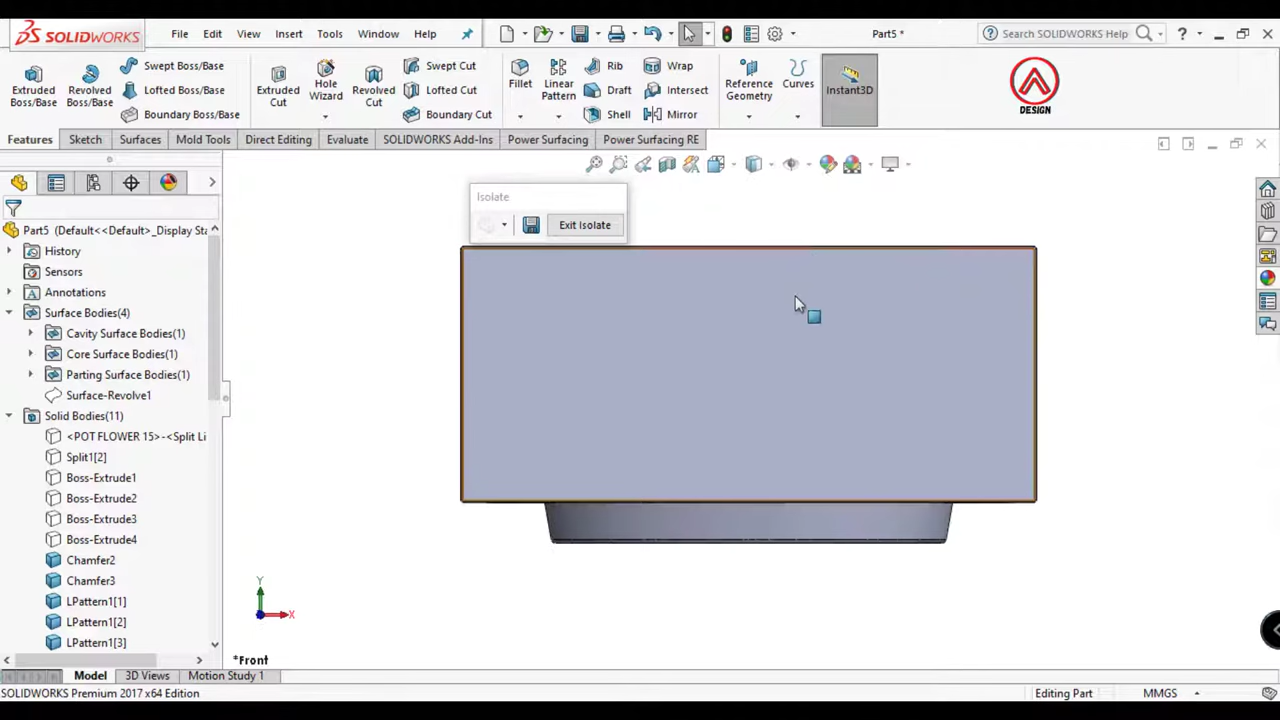 SOLIDWORKS
File Edit View Insert Tools Window Help
Part5 *
Search SOLIDWORKS Help
Extruded Boss/Base
Revolved Boss/Base
Swept Boss/Base
Lofted Boss/Base
Boundary Boss/Base
Extruded Cut
Hole Wizard
Revolved Cut
Swept Cut
Lofted Cut
Boundary Cut
Fillet
Linear Pattern
Rib
Draft
Shell
Wrap
Intersect
Mirror
Reference Geometry
Curves
Instant3D
DESIGN
Features Sketch Surfaces Mold Tools Direct Editing Evaluate SOLIDWORKS Add-Ins Power Surfacing Power Surfacing RE
Isolate
Exit Isolate
Part5 (Default<<Default>_Display Sta
History
Sensors
Annotations
Surface Bodies(4)
Cavity Surface Bodies(1)
Core Surface Bodies(1)
Parting Surface Bodies(1)
Surface-Revolve1
Solid Bodies(11)
<POT FLOWER 15>-<Split Li
Split1[2]
Boss-Extrude1
Boss-Extrude2
Boss-Extrude3
Boss-Extrude4
Chamfer2
Chamfer3
LPattern1[1]
LPattern1[2]
LPattern1[3]
Y
X
*Front
Model 3D Views Motion Study 1
SOLIDWORKS Premium 2017 x64 Edition
Editing Part
MMGS